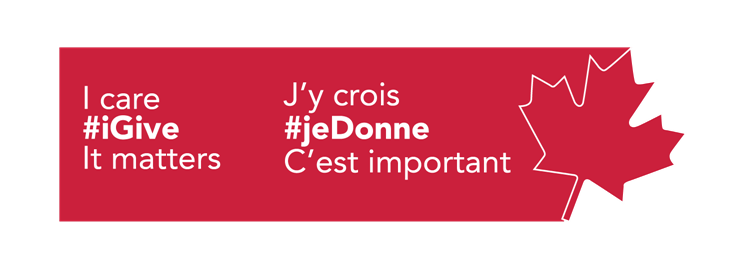 I care
#iGive
It matters
J’y crois
#jeDonne
C’est important